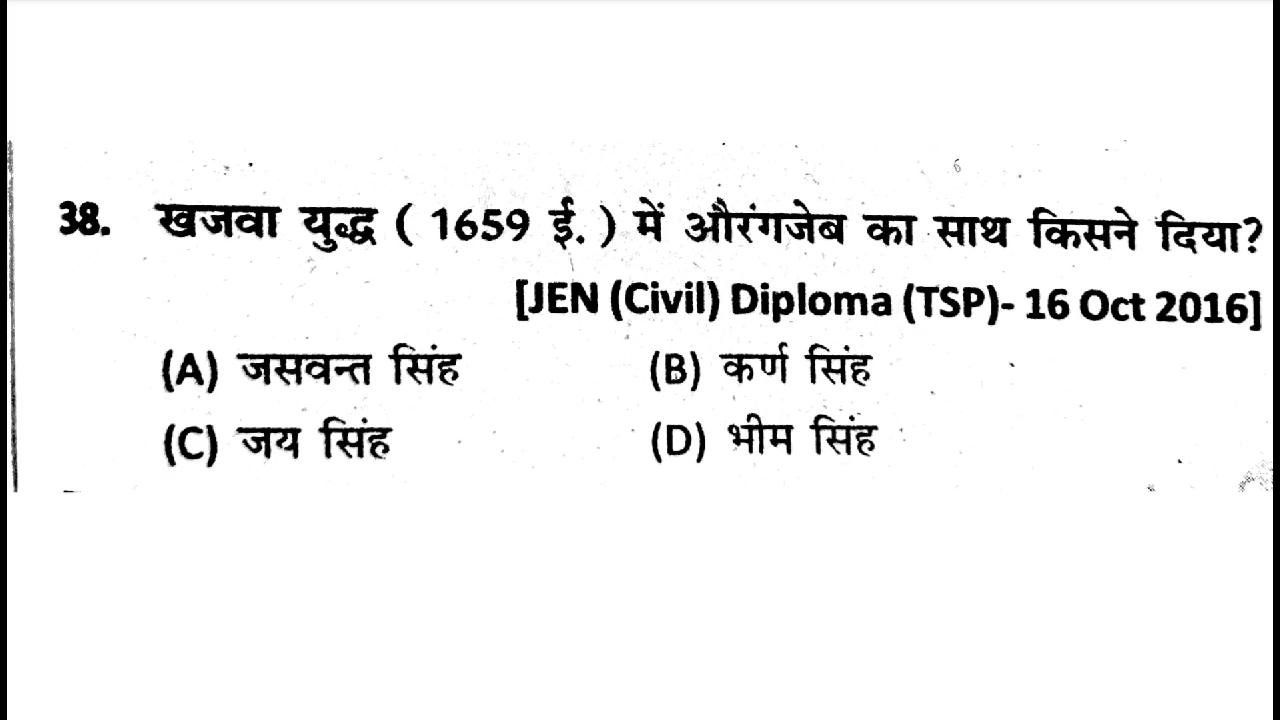 38. खजवा युद्ध ( 1659 ई. ) में औरंगजेब का साथ किसने दिया?
[JEN (Civil) Diploma (TSP)- 16 Oct 2016]
(A) जसवन्त सिंह (B) कर्ण सिंह
(C) जय सिंह (D) भीम सिंह